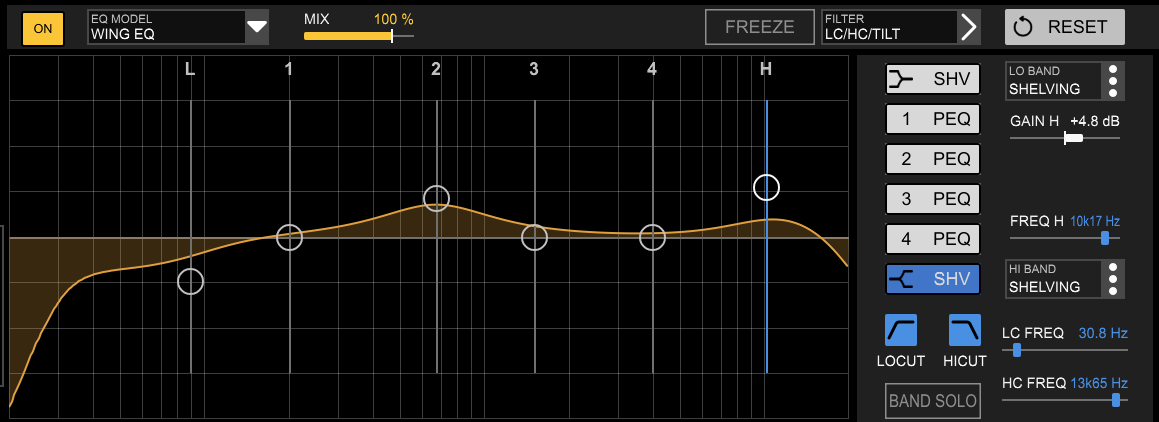 ON
EQ MODEL
WING EQ
MIX 100 %
FREEZE
FILTER
LC/HC/TILT
RESET
L 1 2 3 4 H
SHV
1 PEQ
2 PEQ
3 PEQ
4 PEQ
SHV
LOCUT HICUT
BAND SOLO
LO BAND
SHELVING
GAIN H +4.8 dB
FREQ H 10k17 Hz
HI BAND
SHELVING
LC FREQ 30.8 Hz
HC FREQ 13k65 Hz